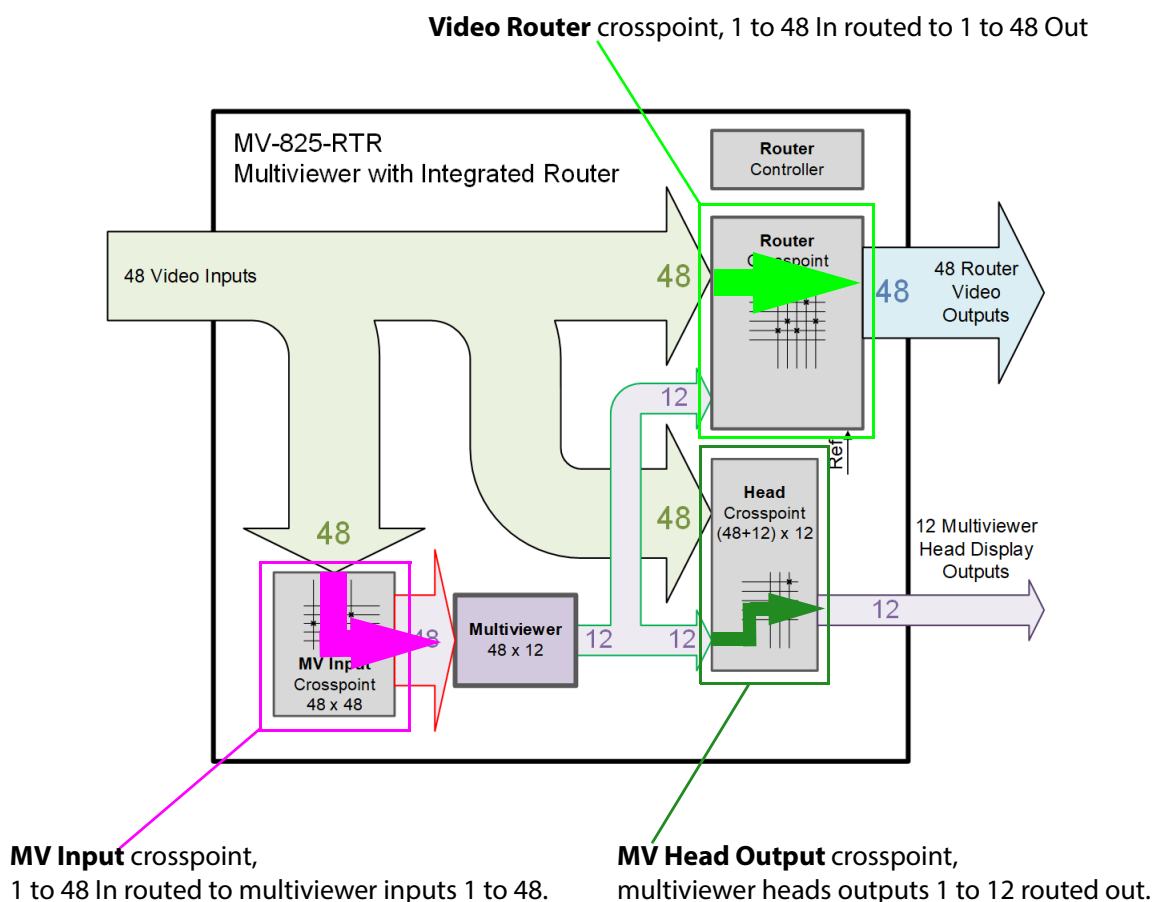 Video Router crosspoint, 1 to 48 In routed to 1 to 48 Out
MV-825-RTR
Multiviewer with Integrated Router
Router
Controller
48 Video Inputs
48
Router
Crosspoint
48
48 Router
Video
Outputs
12
Ref
48
48
Head
Crosspoint
(48+12) x 12
12 Multiviewer
Head Display
Outputs
12
MV Input
Crosspoint
48 x 48
48
Multiviewer
48 x 12
12
12
MV Input crosspoint,
1 to 48 In routed to multiviewer inputs 1 to 48.
MV Head Output crosspoint,
multiviewer heads outputs 1 to 12 routed out.